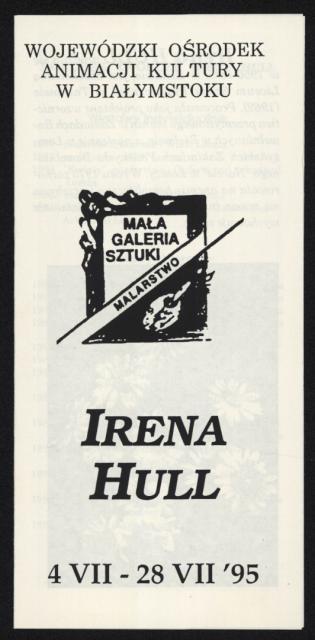 WOJEWÓDZKI OŚRODEK
ANIMACJI KULTURY
W BIAŁYMSTOKU
MAŁA
GALERIA
SZTUKI
MALARSTWO
IRENA
HULL
4 VII - 28 VII '95